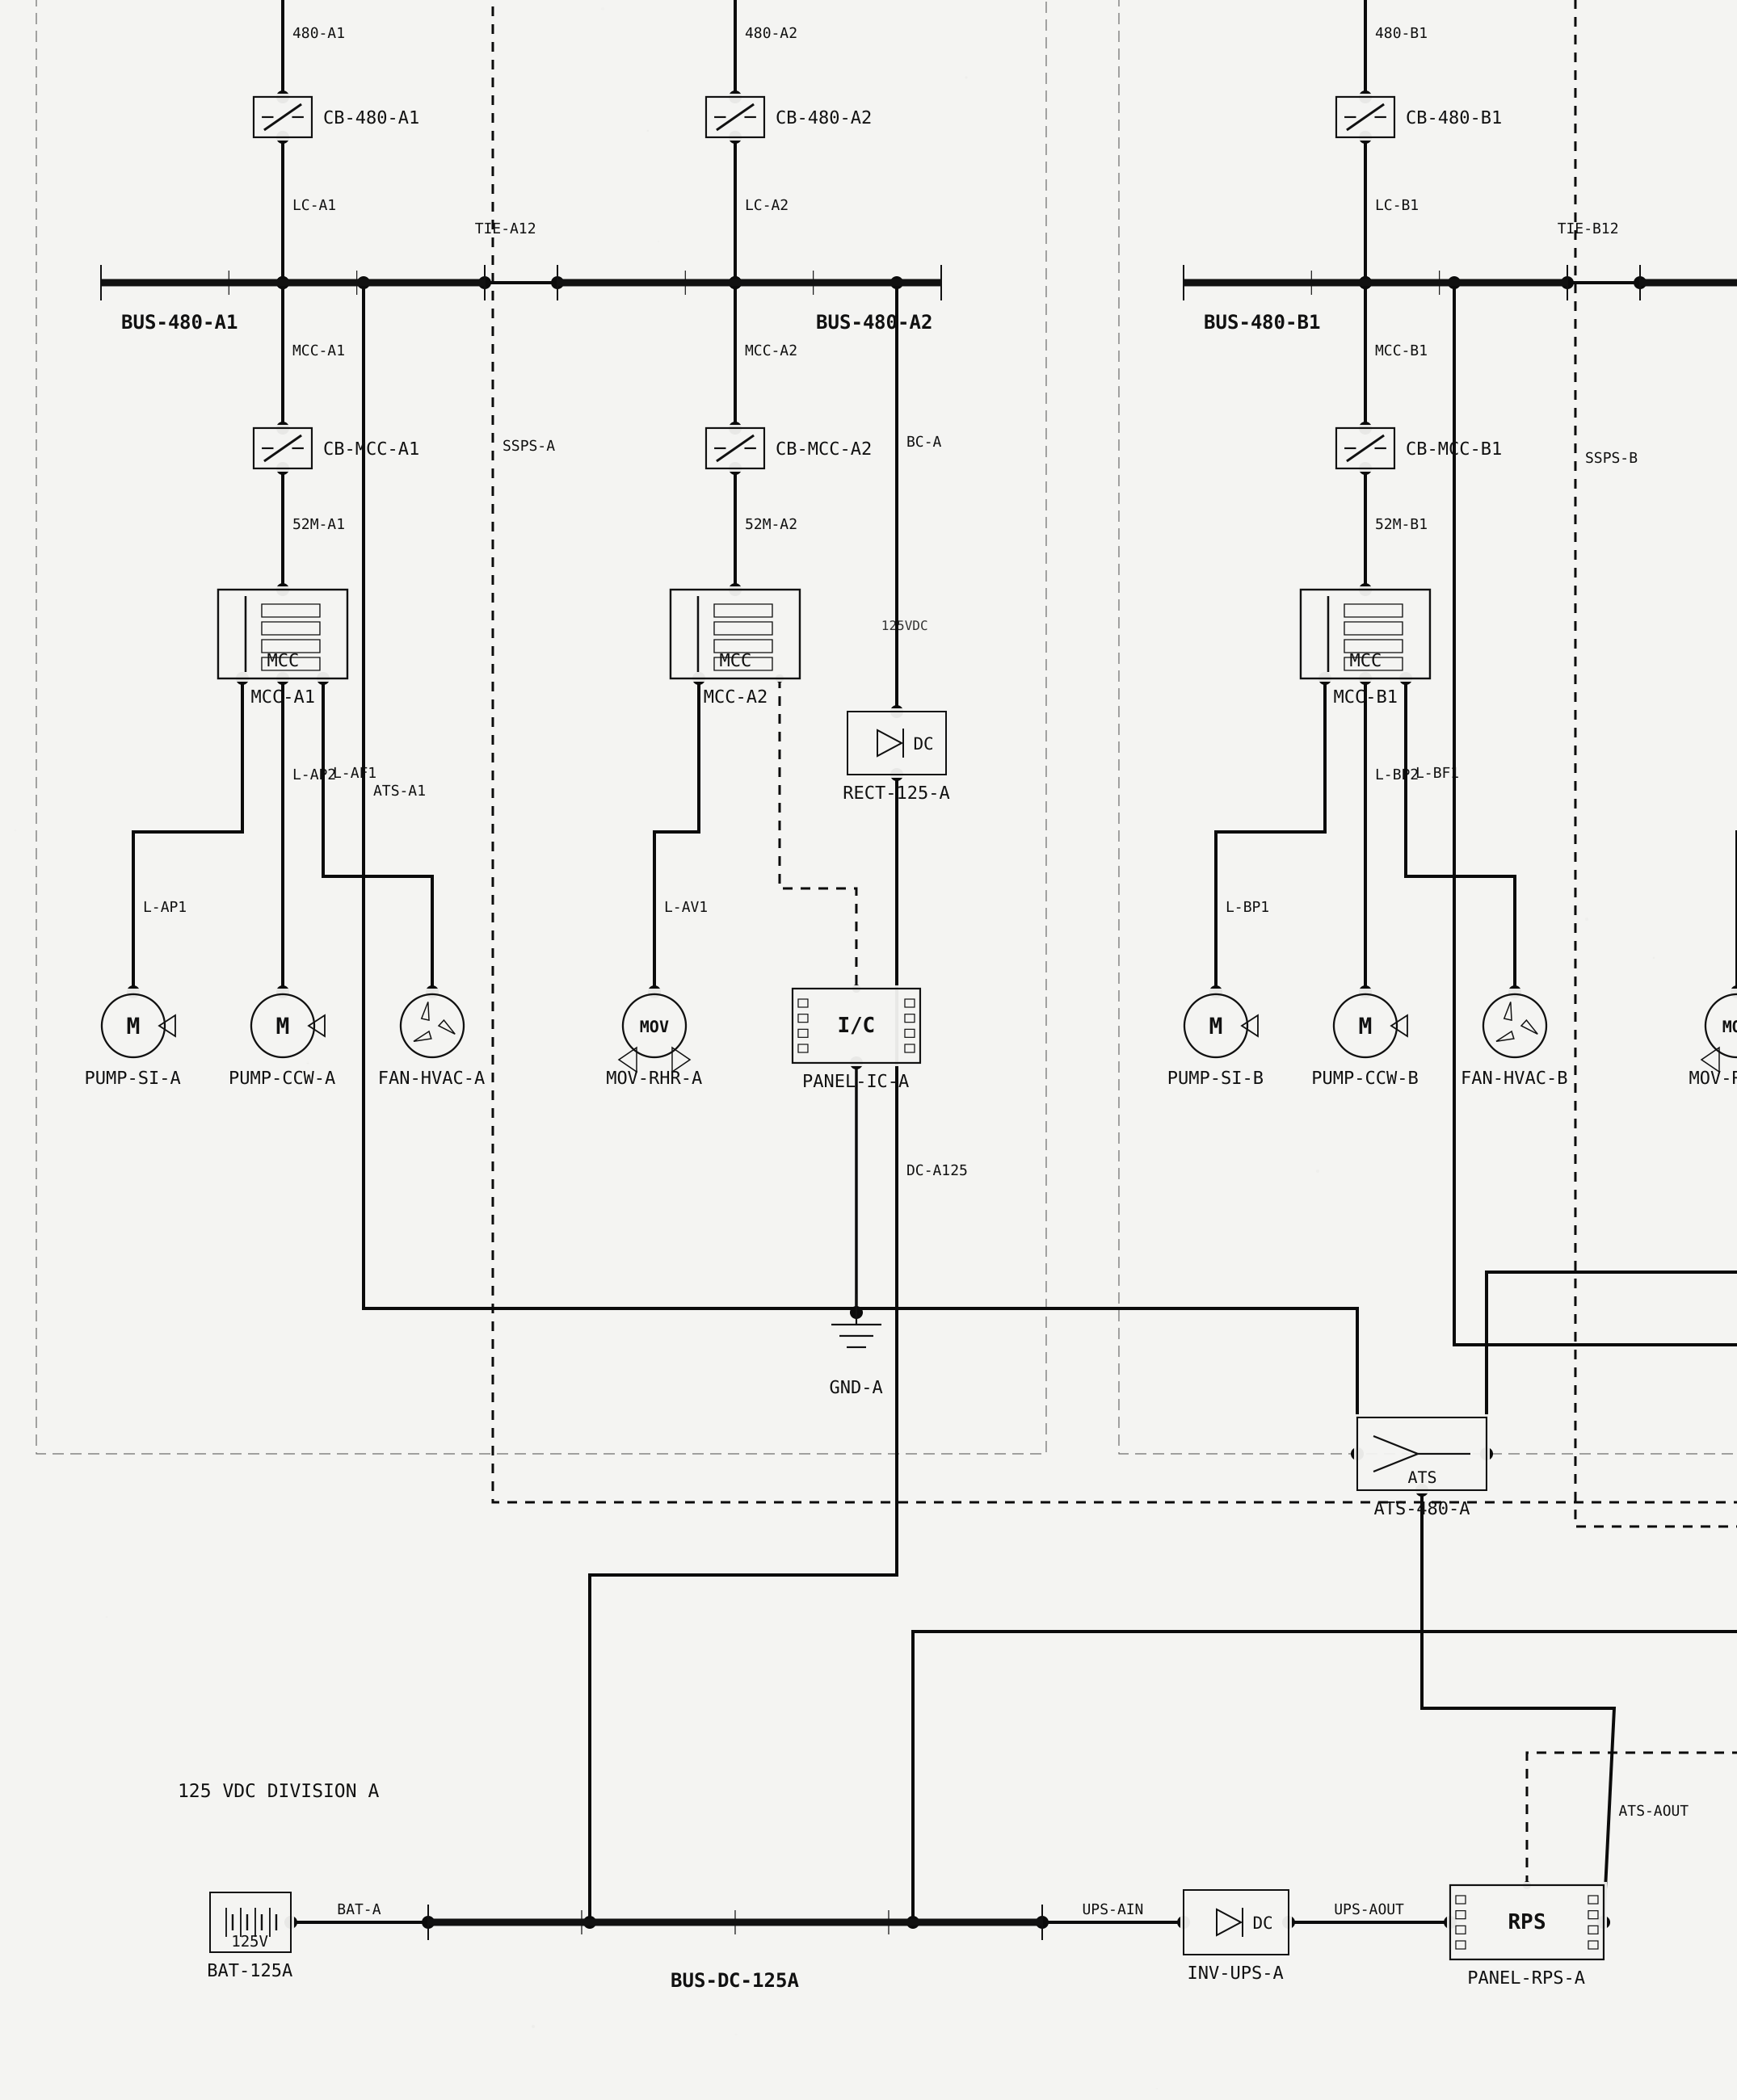 480-A1
480-A2
480-B1
CB-480-A1
CB-480-A2
CB-480-B1
LC-A1
LC-A2
LC-B1
TIE-A12
TIE-B12
BUS-480-A1
BUS-480-A2
BUS-480-B1
MCC-A1
MCC-A2
MCC-B1
CB-MCC-A1
SSPS-A
CB-MCC-A2
BC-A
CB-MCC-B1
SSPS-B
52M-A1
52M-A2
52M-B1
125VDC
MCC
MCC
MCC
MCC-A1
MCC-A2
MCC-B1
DC
L-AP2
L-AF1
L-BP2
L-BF1
ATS-A1
RECT-125-A
L-AP1
L-AV1
L-BP1
M
M
MOV
I/C
M
M
PUMP-SI-A
PUMP-CCW-A
FAN-HVAC-A
MOV-RHR-A
PANEL-IC-A
PUMP-SI-B
PUMP-CCW-B
FAN-HVAC-B
DC-A125
GND-A
ATS
ATS-480-A
125 VDC DIVISION A
ATS-AOUT
BAT-A
UPS-AIN
UPS-AOUT
125V
DC
RPS
BAT-125A
BUS-DC-125A
INV-UPS-A
PANEL-RPS-A